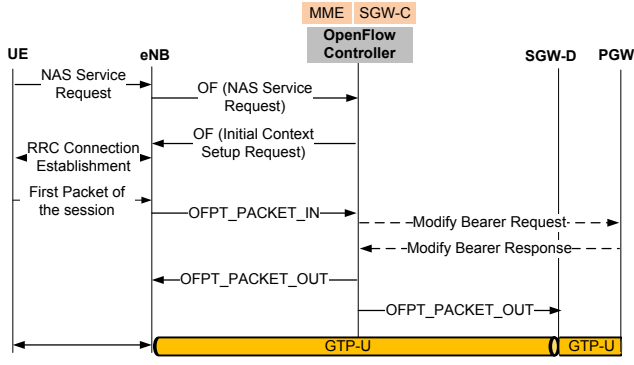 MME SGW-C
OpenFlow
Controller
UE eNB SGW-D PGW
NAS Service
Request
OF (NAS Service
Request)
OF (Initial Context
Setup Request)
RRC Connection
Establishment
First Packet of
the session
OFPT_PACKET_IN
Modify Bearer Request
Modify Bearer Response
OFPT_PACKET_OUT
OFPT_PACKET_OUT
GTP-U GTP-U